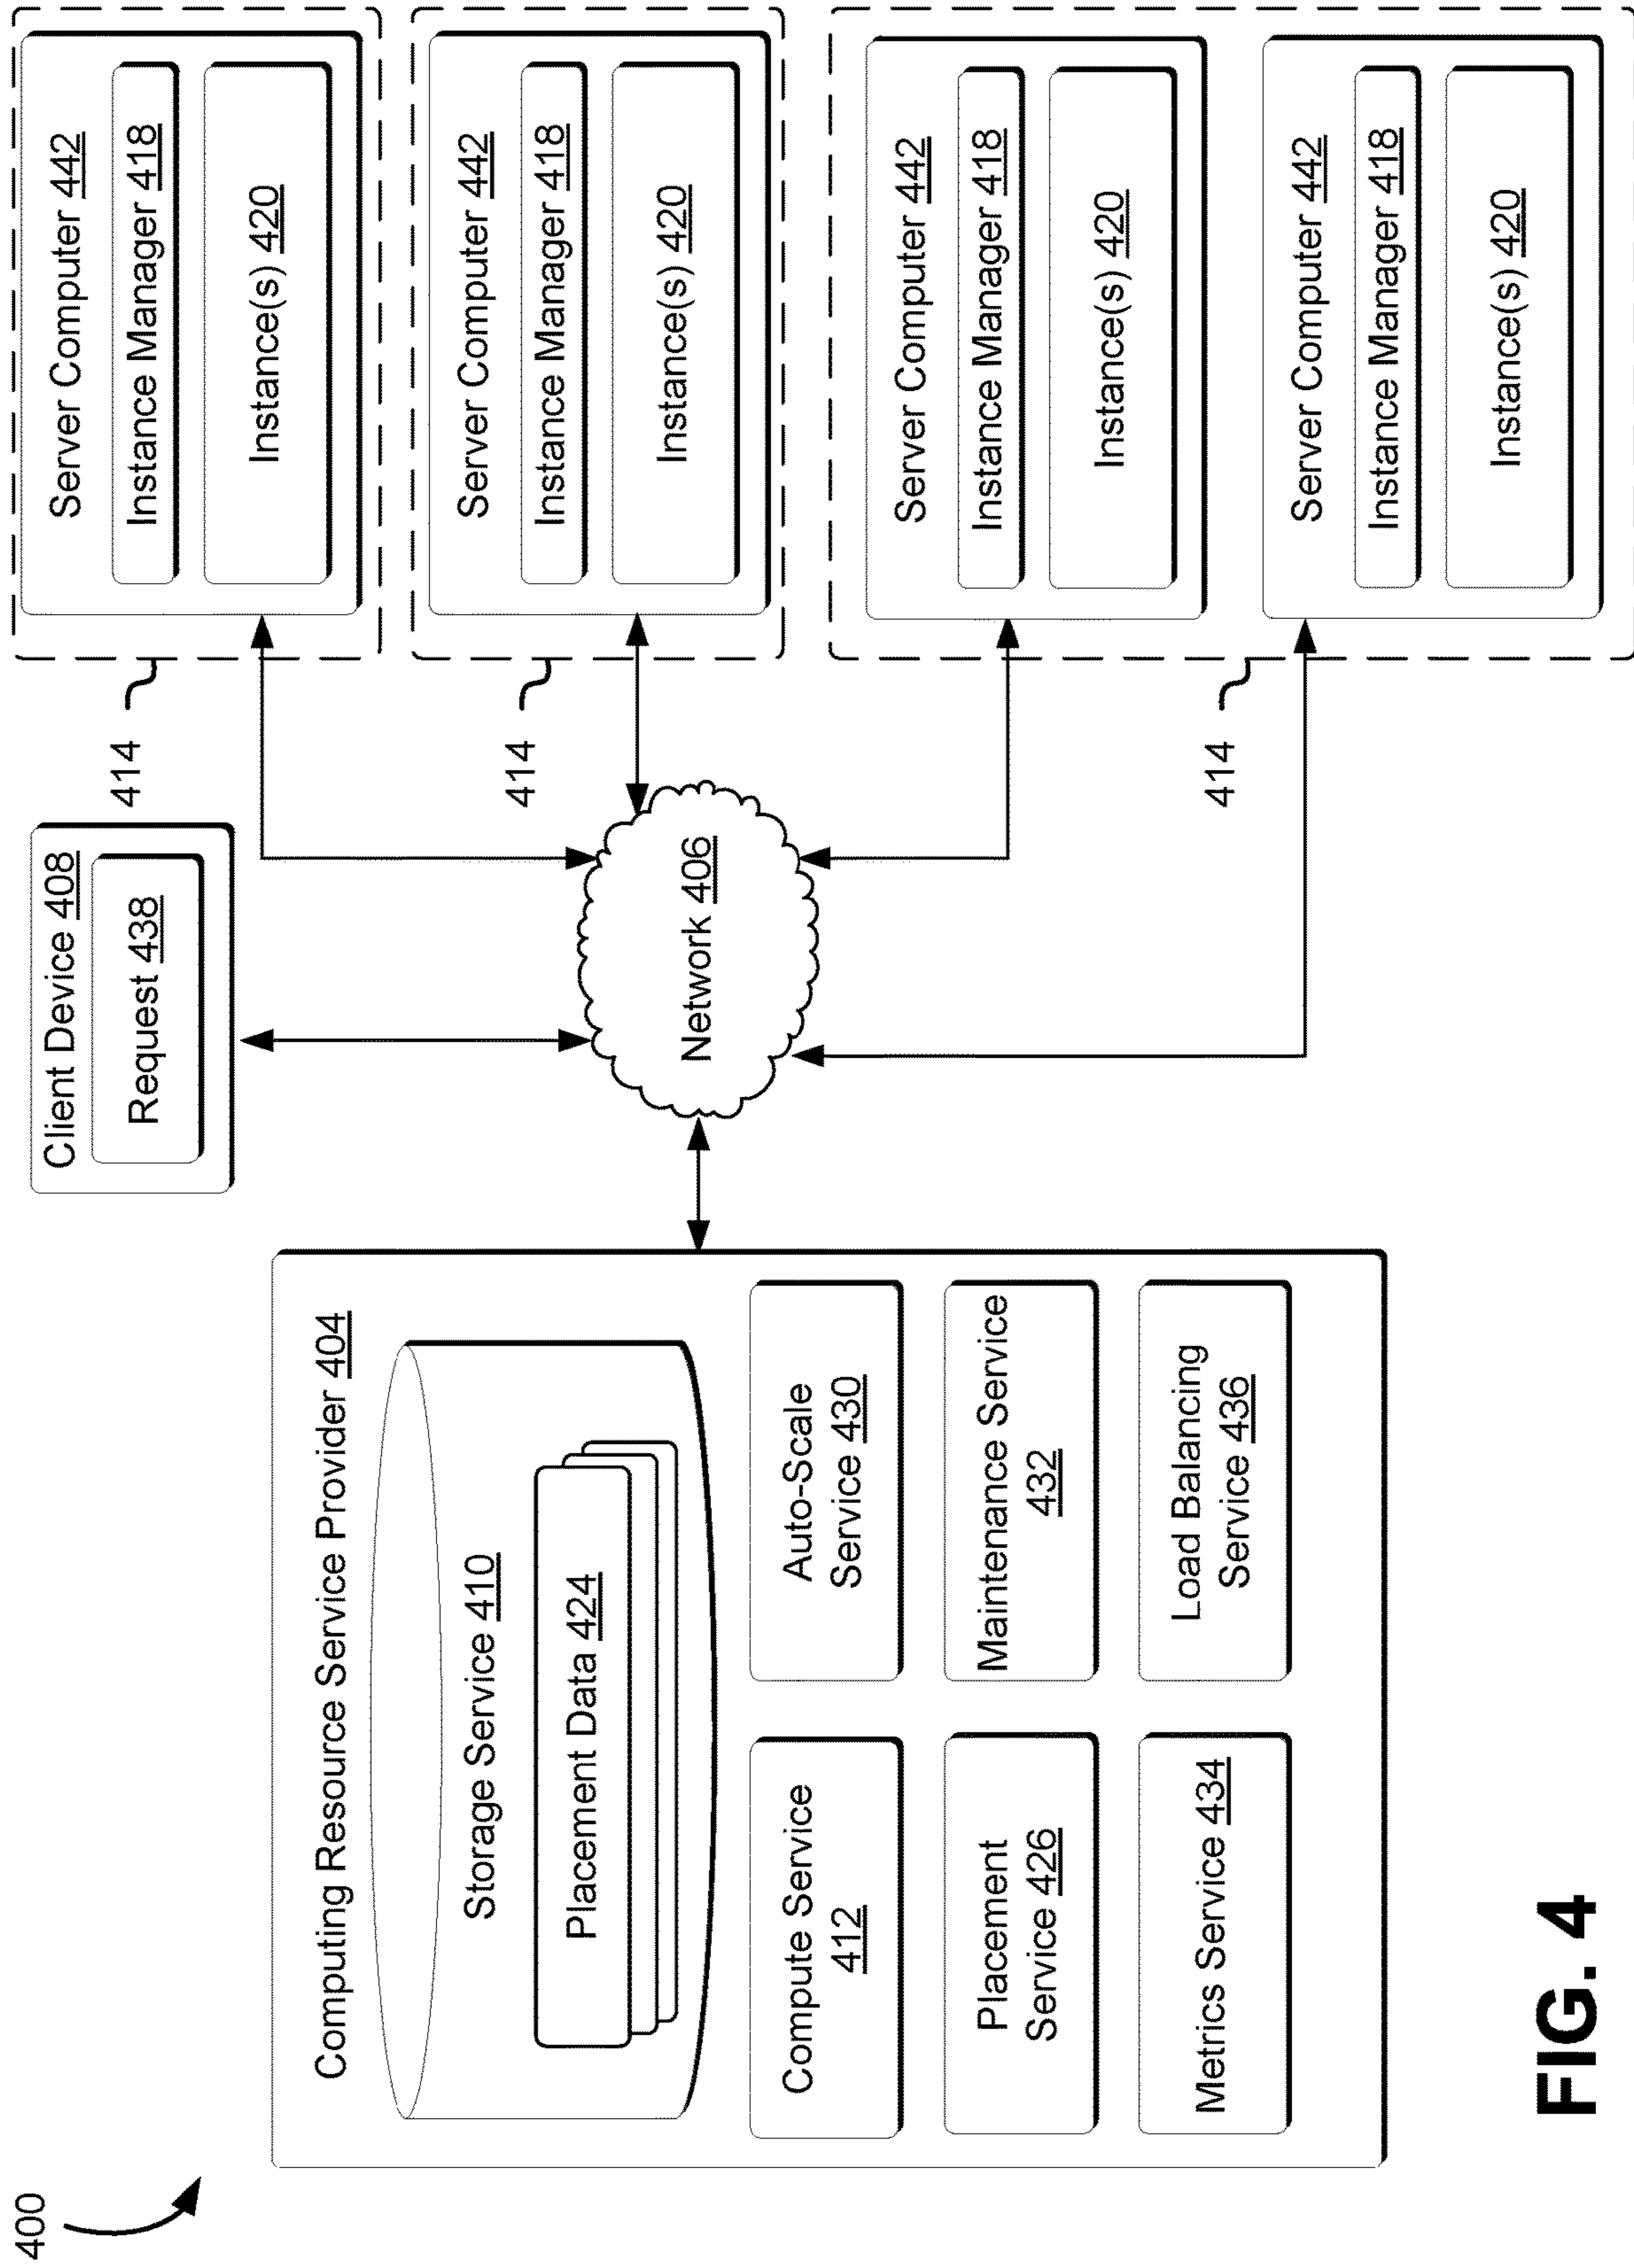 400
Computing Resource Service Provider 404
Storage Service 410
Placement Data 424
Compute Service
412
Auto-Scale
Service 430
Placement
Service 426
Maintenance Service
432
Metrics Service 434
Load Balancing
Service 436
Client Device 408
Request 438
Network 406
414
Server Computer 442
Instance Manager 418
Instance(s) 420
414
Server Computer 442
Instance Manager 418
Instance(s) 420
414
Server Computer 442
Instance Manager 418
Instance(s) 420
Server Computer 442
Instance Manager 418
Instance(s) 420
FIG. 4